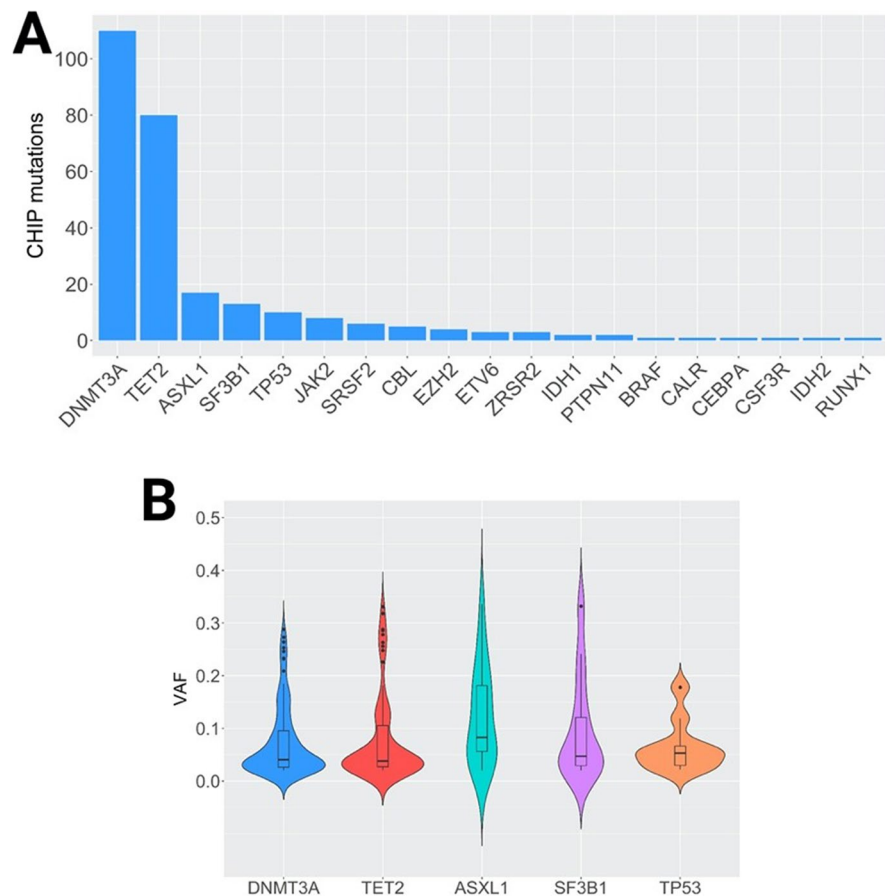 A
CHIP mutations
100
80
60
40
20
0
DNMT3A
TET2
ASXL1
SF3B1
TP53
JAK2
SRSF2
CBL
EZH2
ETV6
ZRSR2
IDH1
PTPN11
BRAF
CALR
CEBPA
CSF3R
IDH2
RUNX1
B
VAF
0.5
0.4
0.3
0.2
0.1
0.0
DNMT3A
TET2
ASXL1
SF3B1
TP53